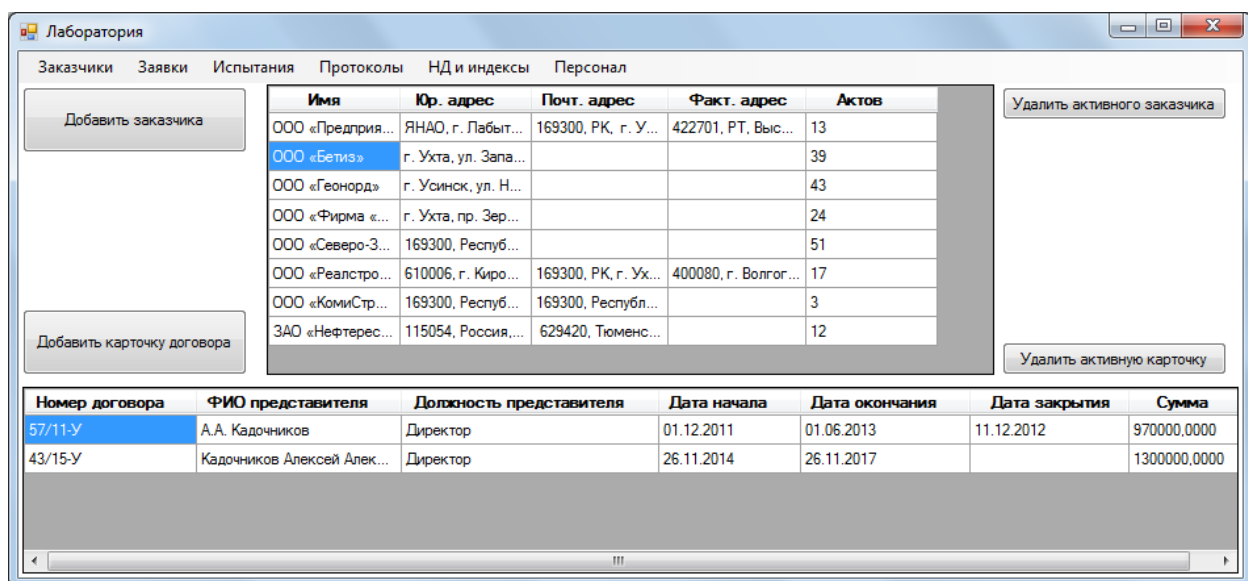 Лаборатория
Заказчики Заявки Испытания Протоколы НД и индексы Персонал
Добавить заказчика
Удалить активного заказчика
Имя Юр. адрес Почт. адрес Факт. адрес Актов
ООО «Предприя... ЯНАО, г. Лабыт... 169300, РК, г. У... 422701, РТ, Выс... 13
ООО «Бетиз» г. Ухта, ул. Запа... 39
ООО «Геонорд» г. Усинск, ул. Н... 43
ООО «Фирма «... г. Ухта, пр. Зер... 24
ООО «Северо-З... 169300, Респуб... 51
ООО «Реалстро... 610006, г. Киро... 169300, РК, г. Ух... 400080, г. Волгог... 17
ООО «КомиСтр... 169300, Респуб... 169300, Республ... 3
ЗАО «Нефтерес... 115054, Россия,... 629420, Тюменс... 12
Добавить карточку договора
Удалить активную карточку
Номер договора ФИО представителя Должность представителя Дата начала Дата окончания Дата закрытия Сумма
57/11-У А.А. Кадочников Директор 01.12.2011 01.06.2013 11.12.2012 970000,0000
43/15-У Кадочников Алексей Алек... Директор 26.11.2014 26.11.2017 1300000,0000